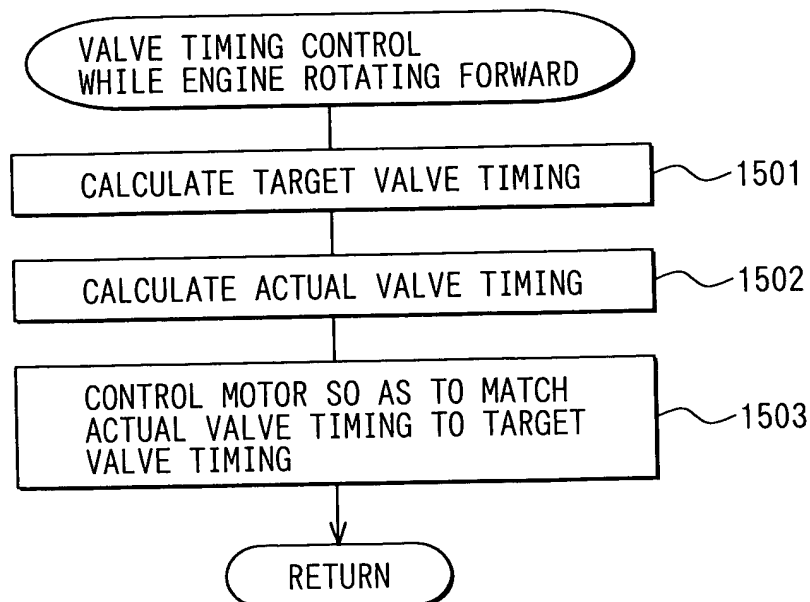 VALVE TIMING CONTROL
WHILE ENGINE ROTATING FORWARD
CALCULATE TARGET VALVE TIMING
1501
CALCULATE ACTUAL VALVE TIMING
1502
CONTROL MOTOR SO AS TO MATCH
ACTUAL VALVE TIMING TO TARGET
VALVE TIMING
1503
RETURN